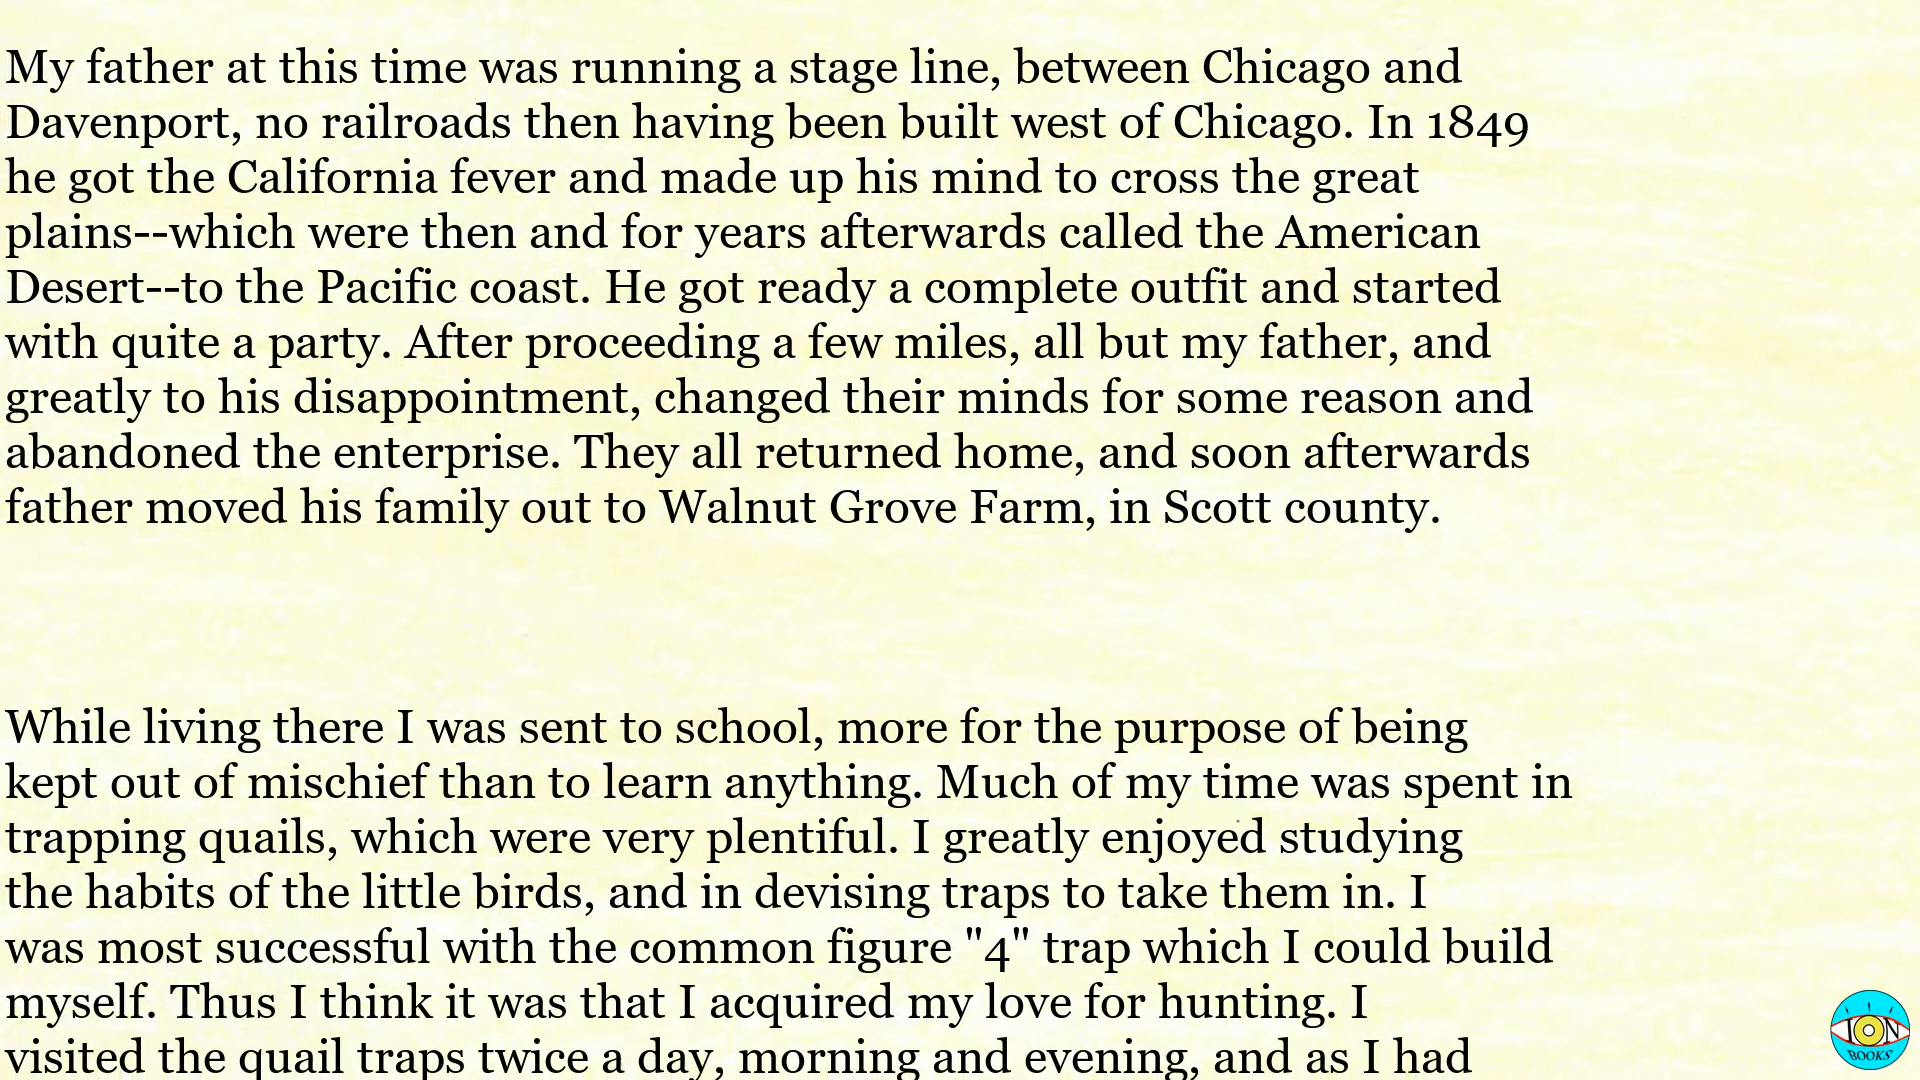 My father at this time was running a stage line, between Chicago and
Davenport, no railroads then having been built west of Chicago. In 1849
he got the California fever and made up his mind to cross the great
plains--which were then and for years afterwards called the American
Desert--to the Pacific coast. He got ready a complete outfit and started
with quite a party. After proceeding a few miles, all but my father, and
greatly to his disappointment, changed their minds for some reason and
abandoned the enterprise. They all returned home, and soon afterwards
father moved his family out to Walnut Grove Farm, in Scott county.
While living there I was sent to school, more for the purpose of being
kept out of mischief than to learn anything. Much of my time was spent in
trapping quails, which were very plentiful. I greatly enjoyed studying
the habits of the little birds, and in devising traps to take them in. I
was most successful with the common figure "4" trap which I could build
myself. Thus I think it was that I acquired my love for hunting. I
visited the quail traps twice a day, morning and evening, and as I had
ION
BOOKS